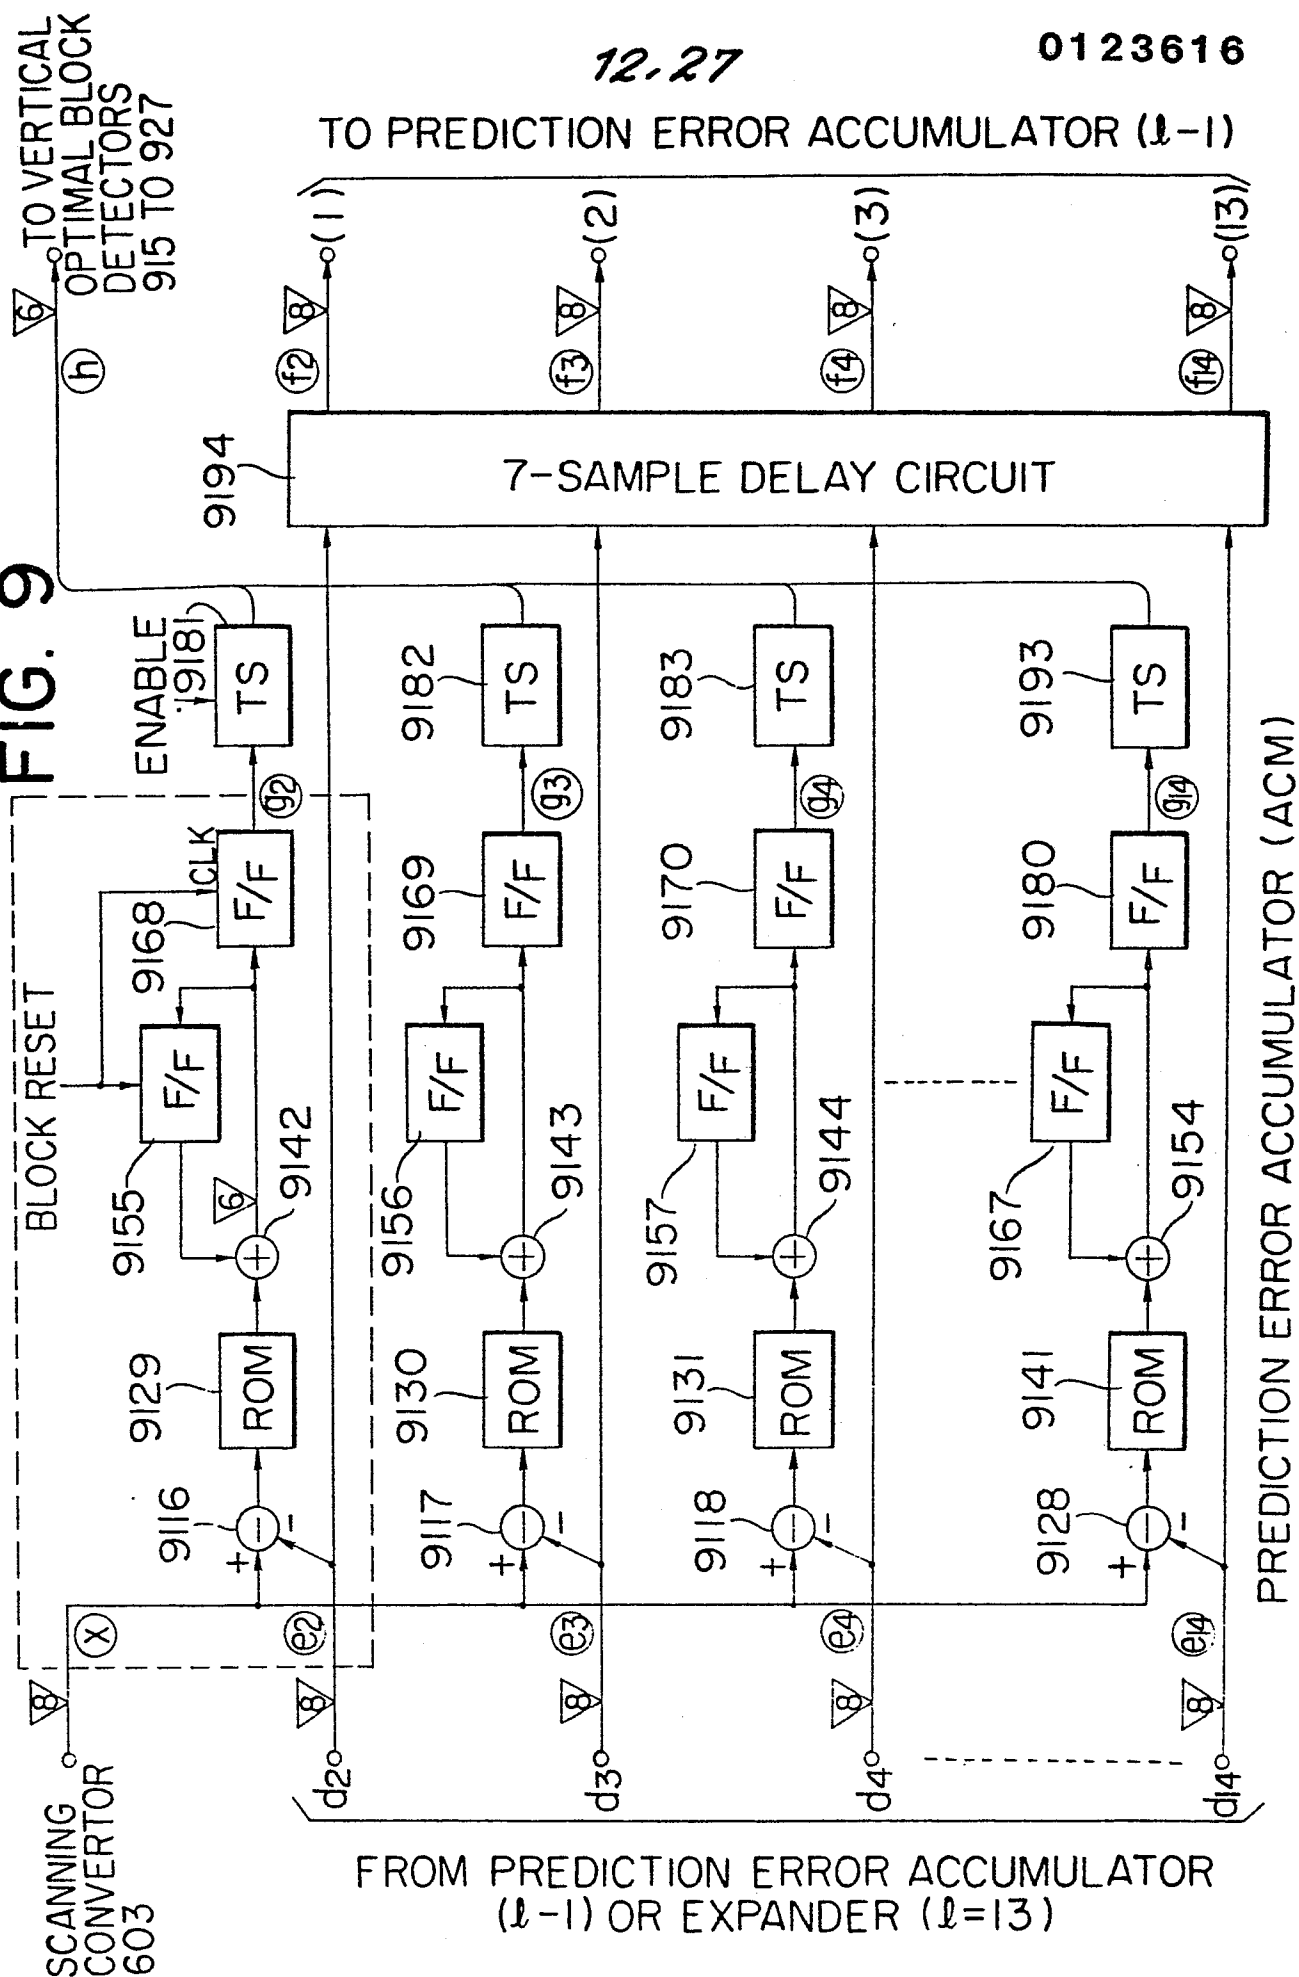 12.27
0123616
FIG. 9
TO VERTICAL
OPTIMAL BLOCK
DETECTORS
915 TO 927
6
h
TO PREDICTION ERROR ACCUMULATOR (ℓ-1)
(1)
(2)
(3)
(13)
8
8
8
8
f2
f3
f4
f14
9194
7-SAMPLE DELAY CIRCUIT
ENABLE
9181
TS
9182
TS
9183
TS
9193
TS
g2
g3
g4
g14
BLOCK RESET
CLK
9168
F/F
9169
F/F
9170
F/F
9180
F/F
9155
F/F
9156
F/F
9157
F/F
9167
F/F
6
9142
+
9143
+
9144
+
9154
+
9129
ROM
9130
ROM
9131
ROM
9141
ROM
9116
+ − −
9117
+ − −
9118
+ − −
9128
+ − −
X
e2
e3
e4
e14
8
8
8
8
8
SCANNING
CONVERTOR
603
d2
d3
d4
d14
FROM PREDICTION ERROR ACCUMULATOR
(ℓ-1) OR EXPANDER (ℓ=13)
PREDICTION ERROR ACCUMULATOR (ACM)